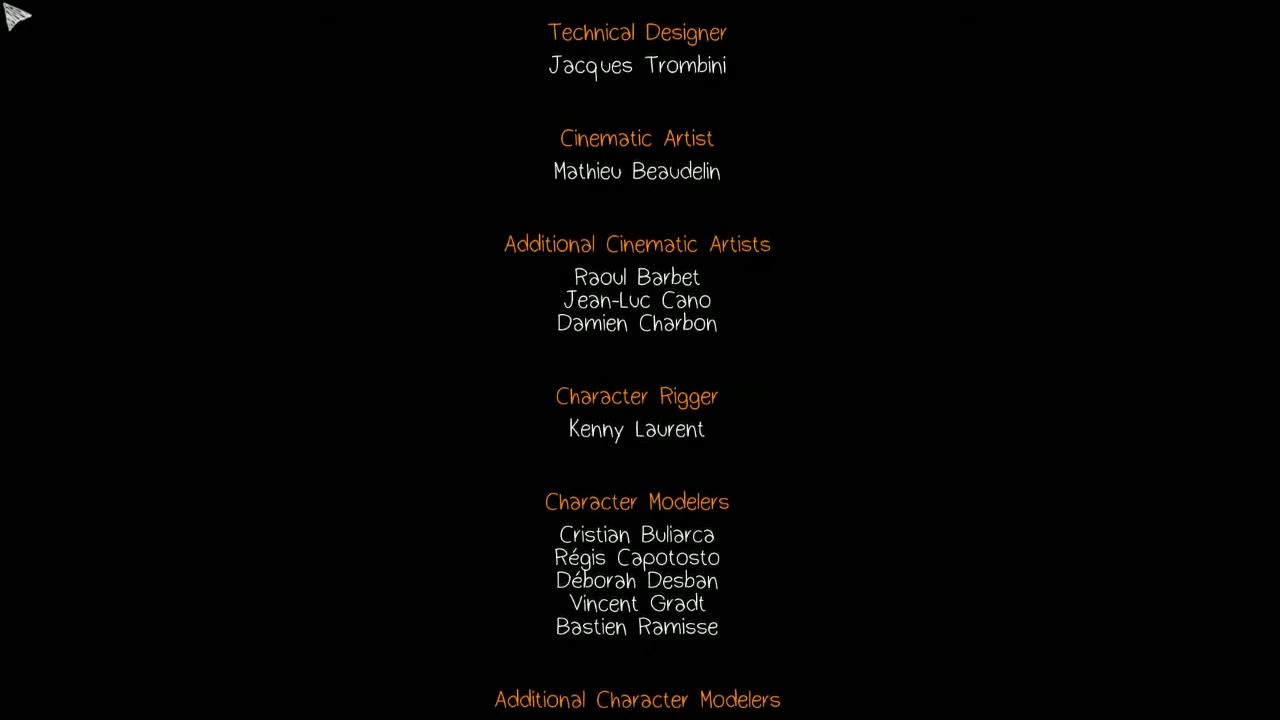 Technical Designer
Jacques Trombini
Cinematic Artist
Mathieu Beaudelin
Additional Cinematic Artists
Raoul Barbet
Jean-Luc Cano
Damien Charbon
Character Rigger
Kenny Laurent
Character Modelers
Cristian Buliarca
Régis Capotosto
Déborah Desban
Vincent Gradt
Bastien Ramisse
Additional Character Modelers